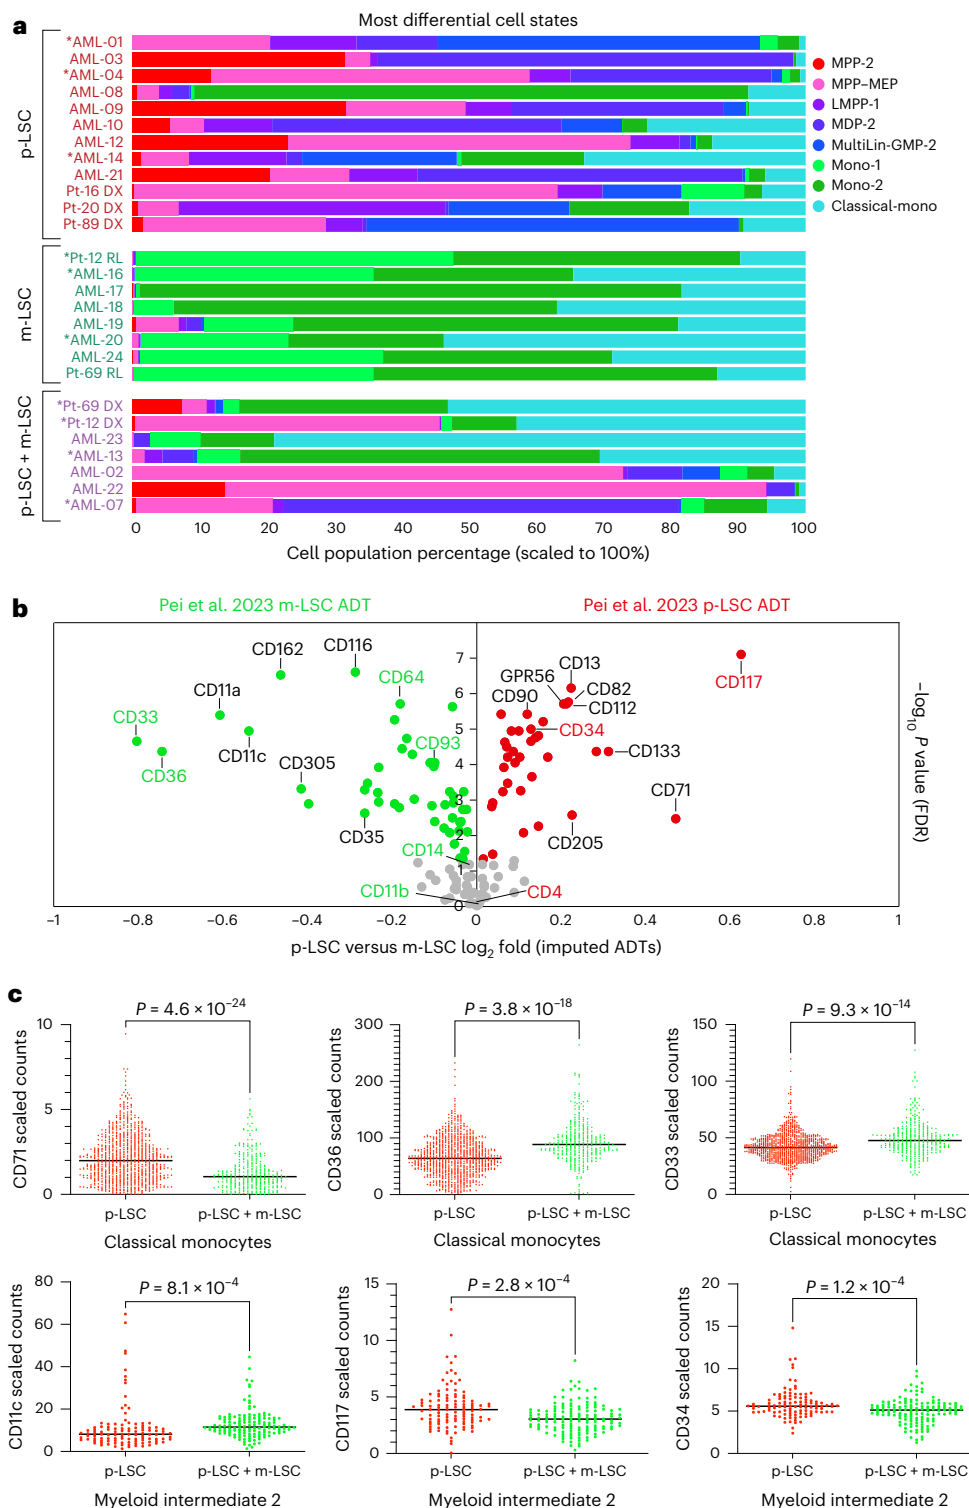 a
Most differential cell states
p-LSC
*AML-01
AML-03
*AML-04
AML-08
AML-09
AML-10
AML-12
*AML-14
AML-21
Pt-16 DX
Pt-20 DX
Pt-89 DX
m-LSC
*Pt-12 RL
*AML-16
AML-17
AML-18
AML-19
*AML-20
AML-24
Pt-69 RL
p-LSC + m-LSC
*Pt-69 DX
*Pt-12 DX
AML-23
*AML-13
AML-02
AML-22
*AML-07
MPP-2
MPP–MEP
LMPP-1
MDP-2
MultiLin-GMP-2
Mono-1
Mono-2
Classical-mono
0 10 20 30 40 50 60 70 80 90 100
Cell population percentage (scaled to 100%)
b
Pei et al. 2023 m-LSC ADT
Pei et al. 2023 p-LSC ADT
CD162
CD116
CD64
CD11a
CD33
CD36
CD11c
CD93
CD305
CD35
CD14
CD11b
CD13
GPR56
CD82
CD90
CD112
CD34
CD117
CD133
CD71
CD205
CD4
7
6
5
4
3
2
1
0
–log10 P value (FDR)
–1 –0.8 –0.6 –0.4 –0.2 0 0.2 0.4 0.6 0.8 1
p-LSC versus m-LSC log2 fold (imputed ADTs)
c
P = 4.6 × 10−24
CD71 scaled counts
10
5
0
p-LSC p-LSC + m-LSC
Classical monocytes
P = 3.8 × 10−18
CD36 scaled counts
300
200
100
0
p-LSC p-LSC + m-LSC
Classical monocytes
P = 9.3 × 10−14
CD33 scaled counts
150
100
50
0
p-LSC p-LSC + m-LSC
Classical monocytes
P = 8.1 × 10−4
CD11c scaled counts
80
60
40
20
0
p-LSC p-LSC + m-LSC
Myeloid intermediate 2
P = 2.8 × 10−4
CD117 scaled counts
15
10
5
0
p-LSC p-LSC + m-LSC
Myeloid intermediate 2
P = 1.2 × 10−4
CD34 scaled counts
20
15
10
5
0
p-LSC p-LSC + m-LSC
Myeloid intermediate 2